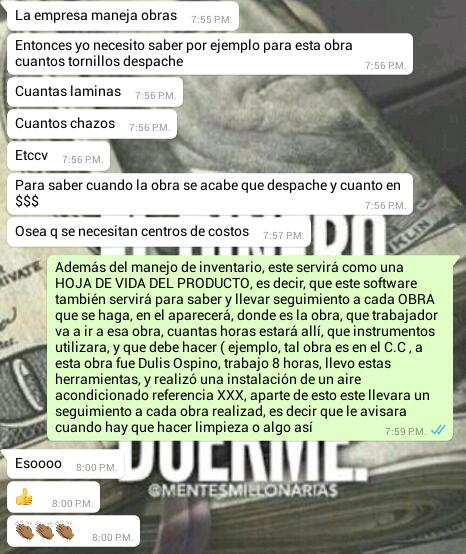 La empresa maneja obras 7:55 P.M.
Entonces yo necesito saber por ejemplo para esta obra
cuantos tornillos despache 7:56 P.M.
Cuantas laminas 7:56 P.M.
Cuantos chazos 7:56 P.M.
Etccv 7:56 P.M.
Para saber cuando la obra se acabe que despache y cuanto en
$$$ 7:56 P.M.
Osea q se necesitan centros de costos 7:57 P.M.
Además del manejo de inventario, este servirá como una
HOJA DE VIDA DEL PRODUCTO, es decir, que este software
también servirá para saber y llevar seguimiento a cada OBRA
que se haga, en el aparecerá, donde es la obra, que trabajador
va a ir a esa obra, cuantas horas estará allí, que instrumentos
utilizara, y que debe hacer ( ejemplo, tal obra es en el C.C , a
esta obra fue Dulis Ospino, trabajo 8 horas, llevo estas
herramientas, y realizó una instalación de un aire
acondicionado referencia XXX, aparte de esto este llevara un
seguimiento a cada obra realizad, es decir que le avisara
cuando hay que hacer limpieza o algo así 7:59 P.M.
Esoooo 8:00 P.M.
👍 8:00 P.M.
👏👏👏 8:00 P.M.
DINERO
DUERME.
@MENTESMILLONARIAS